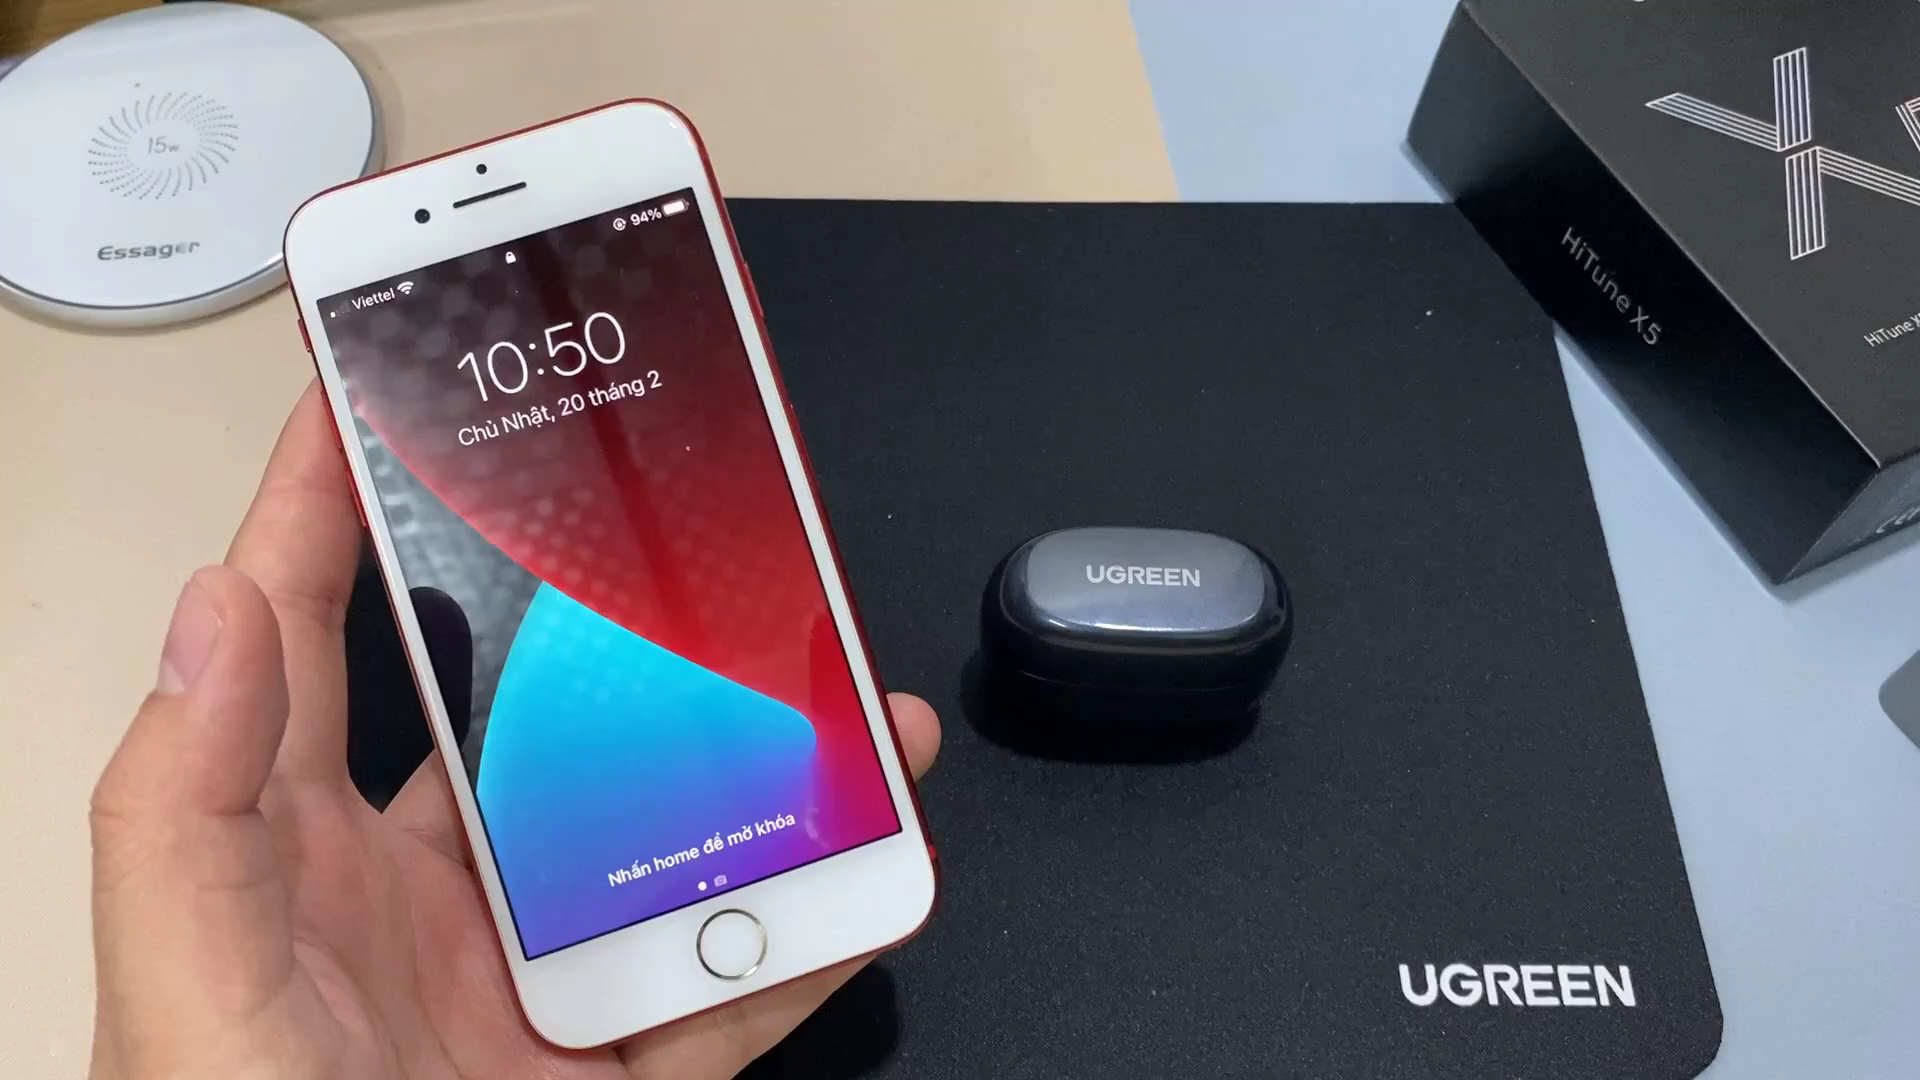 15w
Essager
Viettel
94%
10:50
Chủ Nhật, 20 tháng 2
Nhấn home để mở khóa
UGREEN
UGREEN
HiTune X5
HiTune X